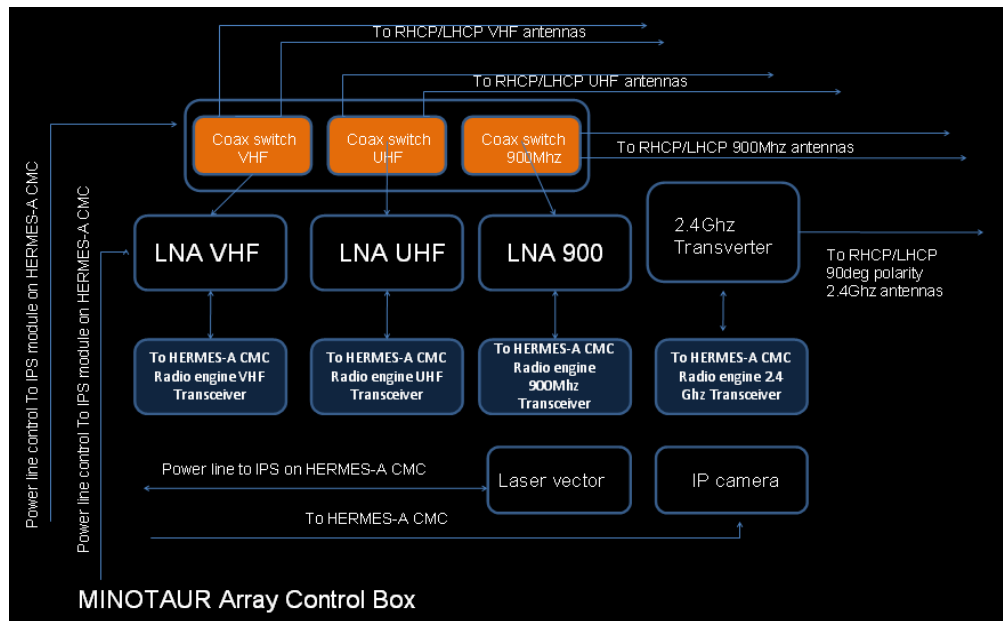 To RHCP/LHCP VHF antennas
To RHCP/LHCP UHF antennas
Coax switch
VHF
Coax switch
UHF
Coax switch
900Mhz
To RHCP/LHCP 900Mhz antennas
Power line control To IPS module on HERMES-A CMC
Power line control To IPS module on HERMES-A CMC
LNA VHF
LNA UHF
LNA 900
2.4Ghz
Transverter
To RHCP/LHCP
90deg polarity
2.4Ghz antennas
To HERMES-A CMC
Radio engine VHF
Transceiver
To HERMES-A CMC
Radio engine UHF
Transceiver
To HERMES-A CMC
Radio engine
900Mhz
Transceiver
To HERMES-A CMC
Radio engine 2.4
Ghz Transceiver
Power line to IPS on HERMES-A CMC
Laser vector
IP camera
To HERMES-A CMC
MINOTAUR Array Control Box